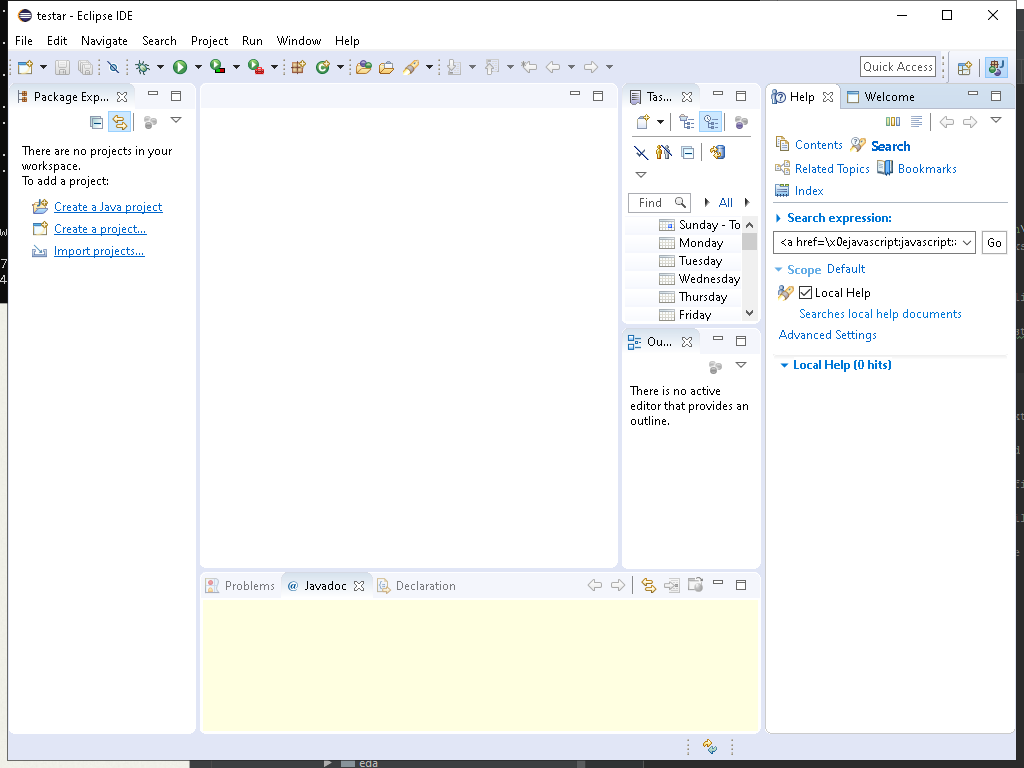 testar - Eclipse IDE
File Edit Navigate Search Project Run Window Help
Quick Access
Package Exp...
There are no projects in your
workspace.
To add a project:
Create a Java project
Create a project...
Import projects...
Tas...
Find
All
Sunday - To
Monday
Tuesday
Wednesday
Thursday
Friday
Ou...
There is no active
editor that provides an
outline.
Help Welcome
Contents Search
Related Topics Bookmarks
Index
Search expression:
<a href=\x0ejavascript:javascript:
Go
Scope Default
Local Help
Searches local help documents
Advanced Settings
Local Help (0 hits)
Problems @ Javadoc Declaration
eda